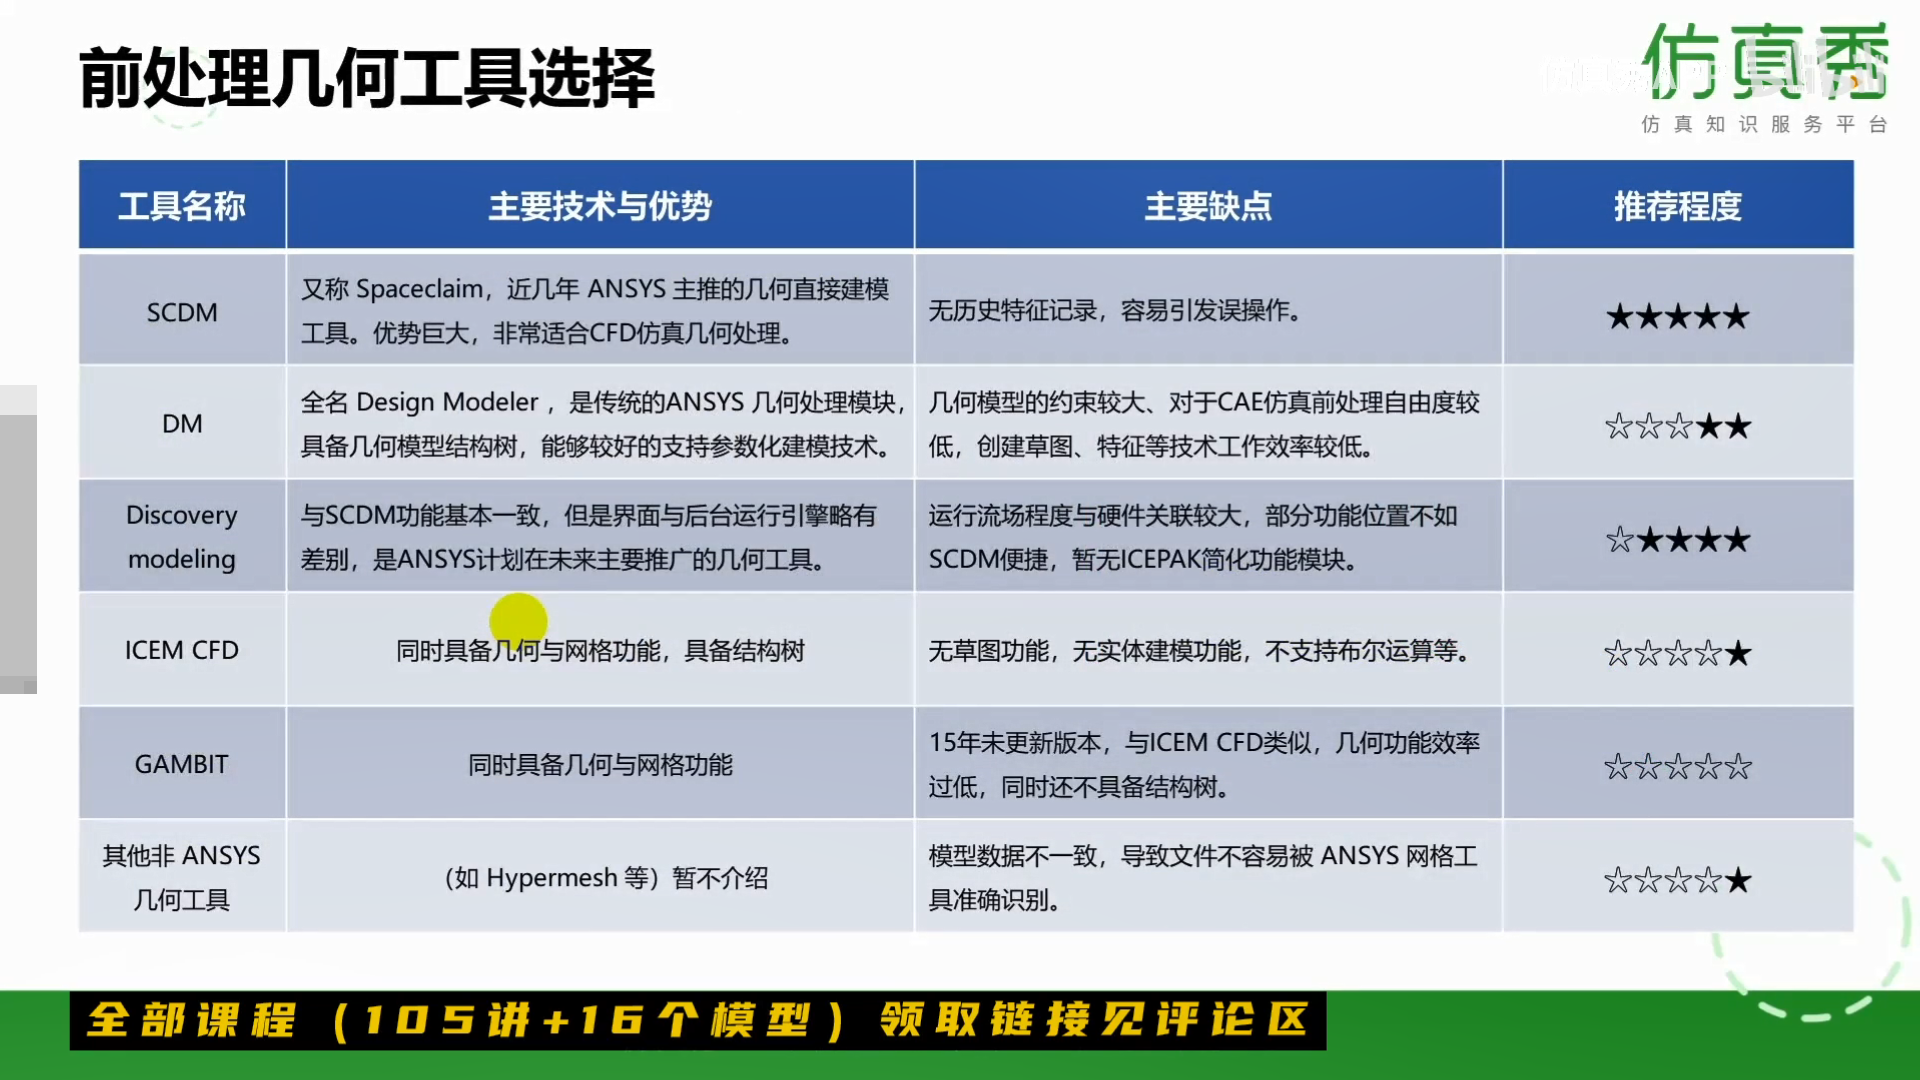 前处理几何工具选择
仿真秀
仿真知识服务平台
工具名称 主要技术与优势 主要缺点 推荐程度
SCDM
又称 Spaceclaim，近几年 ANSYS 主推的几何直接建模
工具。优势巨大，非常适合CFD仿真几何处理。
无历史特征记录，容易引发误操作。
★★★★★
DM
全名 Design Modeler ，是传统的ANSYS 几何处理模块，
具备几何模型结构树，能够较好的支持参数化建模技术。
几何模型的约束较大、对于CAE仿真前处理自由度较
低，创建草图、特征等技术工作效率较低。
☆☆☆★★
Discovery
modeling
与SCDM功能基本一致，但是界面与后台运行引擎略有
差别，是ANSYS计划在未来主要推广的几何工具。
运行流场程度与硬件关联较大，部分功能位置不如
SCDM便捷，暂无ICEPAK简化功能模块。
☆★★★★
ICEM CFD
同时具备几何与网格功能，具备结构树
无草图功能，无实体建模功能，不支持布尔运算等。
☆☆☆☆★
GAMBIT
同时具备几何与网格功能
15年未更新版本，与ICEM CFD类似，几何功能效率
过低，同时还不具备结构树。
☆☆☆☆☆
其他非 ANSYS
几何工具
（如 Hypermesh 等）暂不介绍
模型数据不一致，导致文件不容易被 ANSYS 网格工
具准确识别。
☆☆☆☆★
全部课程（105讲+16个模型）领取链接见评论区